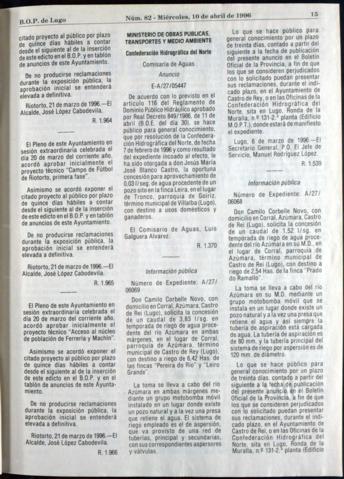 B.O.P. de Lugo
Núm. 82 - Miércoles, 10 de abril de 1996
15
citado proyecto al público por plazo
de quince días hábiles a contar
desde el siguiente al de la inserción
de este edicto en el B.O.P. y en tablón
de anuncios de este Ayuntamiento.
De no producirse reclamaciones
durante la exposición pública, la
aprobación inicial se entenderá
elevada a definitiva.
Riotorto, 21 de marzo de 1996.—El
Alcalde, José López Cabodevila.
R. 1.964
El Pleno de este Ayuntamiento en
sesión extraordinaria celebrada el
día 20 de marzo del corriente año,
acordó aprobar inicialmente el
proyecto técnico "Campo de Fútbol
de Riotorto, primera fase".
Asimismo se acordó exponer el
citado proyecto al público por plazo
de quince días hábiles a contar
desde el siguiente al de la inserción
de este edicto en el B.O.P. y en tablón
de anuncios de este Ayuntamiento.
De no producirse reclamaciones
durante la exposición pública, la
aprobación inicial se entenderá
elevada a definitiva.
Riotorto, 21 de marzo de 1996.—El
Alcalde, José López Cabodevila.
R. 1.965
El Pleno de este Ayuntamiento en
sesión extraordinaria celebrada el
día 20 de marzo del corriente año
acordó aprobar inicialmente el
proyecto técnico "Acceso al núcleo
de población de Ferrería y Machín".
Asimismo se acordó exponer el
citado proyecto al público por plazo
de quince días hábiles a contar
desde el siguiente al de la inserción
de este edicto en el B.O.P. y en el
tablón de anuncios de este Ayunta-
miento.
De no producirse reclamaciones
durante la exposición pública, la
aprobación inicial se entenderá
elevada a definitiva.
Riotorto, 21 de marzo de 1996.—El
Alcalde, José López Cabodevila.
R. 1.966
MINISTERIO DE OBRAS PUBLICAS,
TRANSPORTES Y MEDIO AMBIENTE
Confederación Hidrográfica del Norte
Comisaría de Aguas
Anuncio
E-A/27/05447
De acuerdo con lo previsto en el
artículo 116 del Reglamento de
Dominio Público Hidráulico aprobado
por Real Decreto 849/1986, de 11 de
abril (B.O.E. del día 30), se hace
público para general conocimiento,
que por resolución de la Confedera-
ción Hidrográfica del Norte, de fecha
7 de febrero de 1996 y como resultado
del expediente incoado al efecto, le
ha sido otorgada a don Jesús María
José Blanco Castro, la oportuna
concesión para aprovechamiento de
0,03 l/seg. de agua procedente de un
pozo sito en la finca Leira, en el lugar
de Tronco, parroquia de Goiriz,
término municipal de Villalba (Lugo),
con destino a usos domésticos y
ganaderos.
El Comisario de Aguas, Luis
Galguera Alvarez.
R. 1.370
Información pública
Número de Expediente: A/27/
06069
Don Camilo Corbelle Novo, con
domicilio en Corral, Azúmara, Castro
de Rey (Lugo), solicita la concesión
de un caudal de 3,83 l/sg. en
temporada de riego de agua proce-
dente del río Azúmara en ambas
márgenes, en el lugar de Corral,
parroquia de Azúmara, término
municipal de Castro de Rey (Lugo),
con destino a riego de 6,42 Has. de
las fincas "Pereira do Río" y "Leiro
Grande".
La toma se lleva a cabo del río
Azúmara en ambas márgenes me-
diante un grupo motobomba móvil
instalado en un lugar donde existe
un pozo natural y a la vez una presa
que retiene el agua. El sistema de
riego empleado es el de aspersión,
que va provisto de una red de
tuberías, principal y secundarias,
con sus correspondientes aspersores
y válvulas.
Lo que se hace público para
general conocimiento por un plazo
de treinta días, contado a partir del
siguiente a la fecha de publicación
del presente anuncio en el Boletín
Oficial de la Provincia, a fin de que
los que se consideren perjudicados
con lo solicitado puedan presentar
sus reclamaciones, durante el indi-
cado plazo, en el Ayuntamiento de
Castro de Rey, o en las Oficinas de la
Confederación Hidrográfica del
Norte, sita en Lugo, Ronda de la
Muralla, n.º 131-2.ª planta (Edificio
M.O.P.T.), donde estará de manifiesto
el expediente.
Lugo, 6 de marzo de 1996.—El
Secretario General, P.O. El Jefe de
Servicio, Manuel Rodríguez López.
R. 1.539
Información pública
Número de Expediente: A/27/
06068
Don Camilo Corbelle Novo, con
domicilio en Corral, Azúmara, Castro
de Rey (Lugo), solicita la concesión
de un caudal de 1,52 l/sg. en
temporada de riego de agua proce-
dente del río Azúmara en su M.D., en
el lugar de Corral, parroquia de
Azúmara, término municipal de
Castro de Rey (Lugo), con destino a
riego de 2,54 Has. de la finca "Prado
do Ramallo".
La toma se lleva a cabo del río
Azúmara en su M.D. mediante un
grupo motobomba móvil que se
instala en un lugar donde existe un
pozo natural y a la vez una presa que
retiene el agua y así siempre la
tubería de aspiración está cargada
de agua. La tubería de aspiración es
de 80 mm. y la tubería principal del
sistema de riego por aspersión es de
120 mm. de diámetro.
Lo que se hace público para
general conocimiento por un plazo
de treinta días, contado a partir del
siguiente a la fecha de publicación
del presente anuncio en el Boletín
Oficial de la Provincia, a fin de que
los que se consideren perjudicados
con lo solicitado puedan presentar
sus reclamaciones, durante el indi-
cado plazo, en el Ayuntamiento de
Castro de Rey, o en las Oficinas de la
Confederación Hidrográfica del
Norte, sita en Lugo, Ronda de la
Muralla, n.º 131-2.ª planta (Edificio